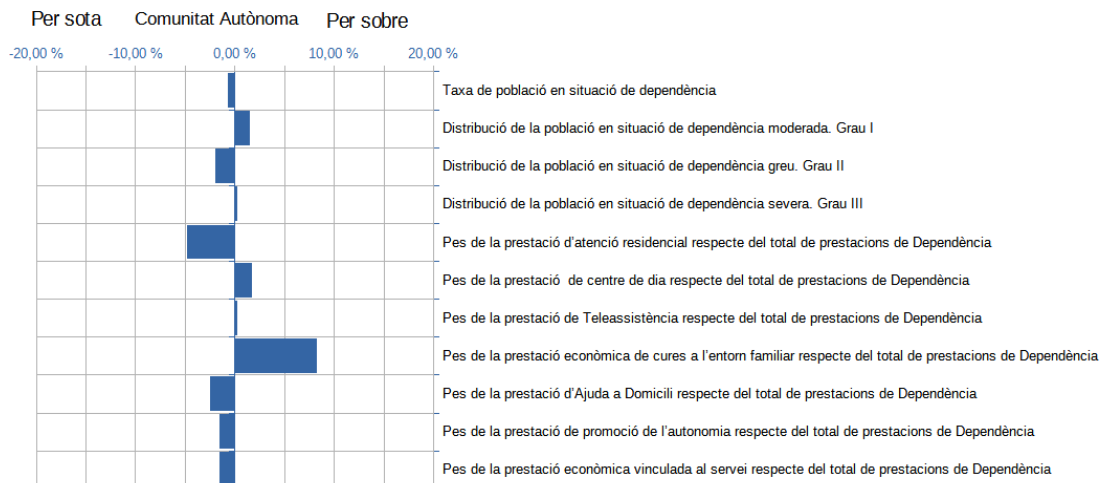 Per sota Comunitat Autònoma Per sobre
-20,00 % -10,00 % 0,00 % 10,00 % 20,00 %
Taxa de població en situació de dependència
Distribució de la població en situació de dependència moderada. Grau I
Distribució de la població en situació de dependència greu. Grau II
Distribució de la població en situació de dependència severa. Grau III
Pes de la prestació d’atenció residencial respecte del total de prestacions de Dependència
Pes de la prestació  de centre de dia respecte del total de prestacions de Dependència
Pes de la prestació de Teleassistència respecte del total de prestacions de Dependència
Pes de la prestació econòmica de cures a l’entorn familiar respecte del total de prestacions de Dependència
Pes de la prestació d’Ajuda a Domicili respecte del total de prestacions de Dependència
Pes de la prestació de promoció de l’autonomia respecte del total de prestacions de Dependència
Pes de la prestació econòmica vinculada al servei respecte del total de prestacions de Dependència